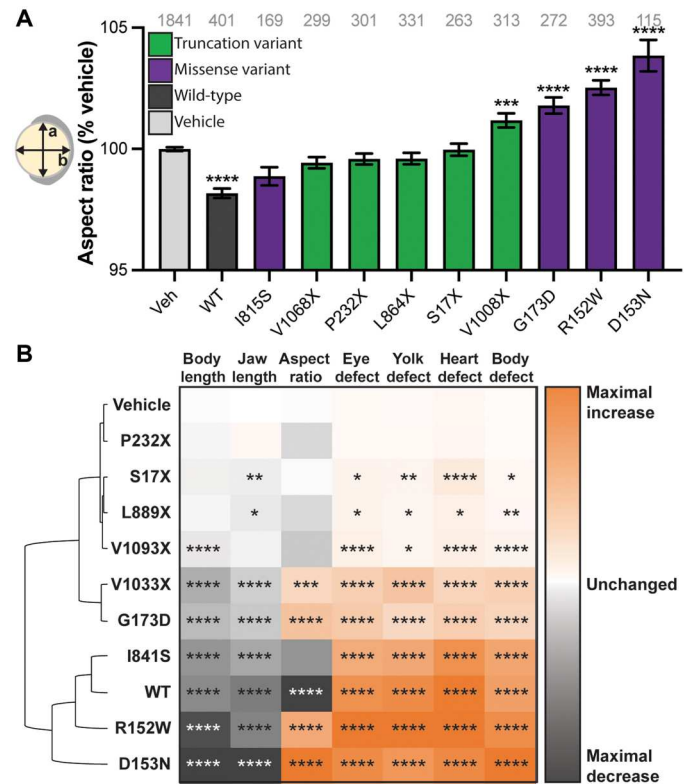 A
1841 401 169 299 301 331 263 313 272 393 115
105
100
95
Aspect ratio (% vehicle)
a
b
Truncation variant
Missense variant
Wild-type
Vehicle
**** *** **** **** ****
Veh WT I815S V1068X P232X L864X S17X V1008X G173D R152W D153N
B
Body length Jaw length Aspect ratio Eye defect Yolk defect Heart defect Body defect
Vehicle
P232X
S17X ** * ** **** *
L889X * * * * **
V1093X **** **** * **** ****
V1033X **** **** *** **** **** **** ****
G173D **** **** **** **** **** **** ****
I841S **** **** **** **** **** ****
WT **** **** **** **** **** **** ****
R152W **** **** **** **** **** **** ****
D153N **** **** **** **** **** **** ****
Maximal increase
Unchanged
Maximal decrease